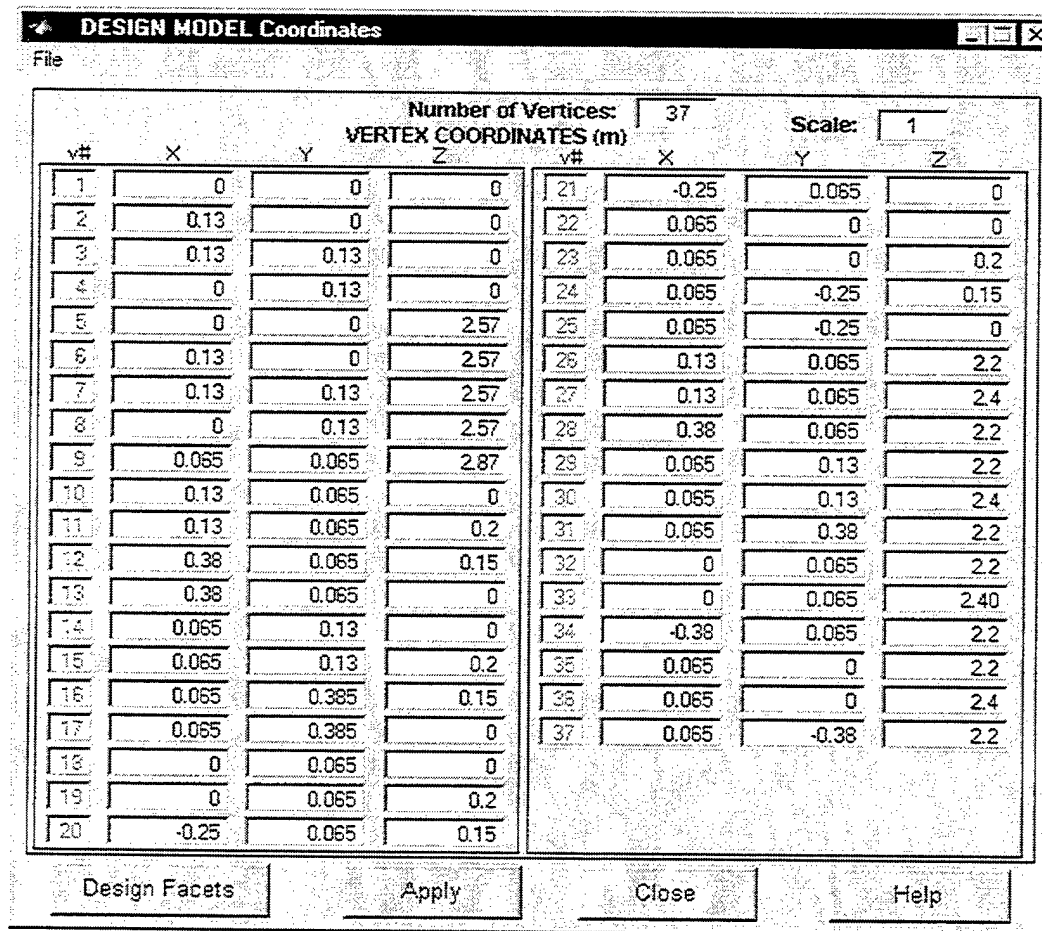 DESIGN MODEL Coordinates
File
Number of Vertices: 37
Scale: 1
VERTEX COORDINATES (m)
v# X Y Z v# X Y Z
1 0 0 0 21 -0.25 0.065 0
2 0.13 0 0 22 0.065 0 0
3 0.13 0.13 0 23 0.065 0 0.2
4 0 0.13 0 24 0.065 -0.25 0.15
5 0 0 2.57 25 0.065 -0.25 0
6 0.13 0 2.57 26 0.13 0.065 2.2
7 0.13 0.13 2.57 27 0.13 0.065 2.4
8 0 0.13 2.57 28 0.38 0.065 2.2
9 0.065 0.065 2.87 29 0.065 0.13 2.2
10 0.13 0.065 0 30 0.065 0.13 2.4
11 0.13 0.065 0.2 31 0.065 0.38 2.2
12 0.38 0.065 0.15 32 0 0.065 2.2
13 0.38 0.065 0 33 0 0.065 2.40
14 0.065 0.13 0 34 -0.38 0.065 2.2
15 0.065 0.13 0.2 35 0.065 0 2.2
16 0.065 0.385 0.15 36 0.065 0 2.4
17 0.065 0.385 0 37 0.065 -0.38 2.2
18 0 0.065 0
19 0 0.065 0.2
20 -0.25 0.065 0.15
Design Facets Apply Close Help